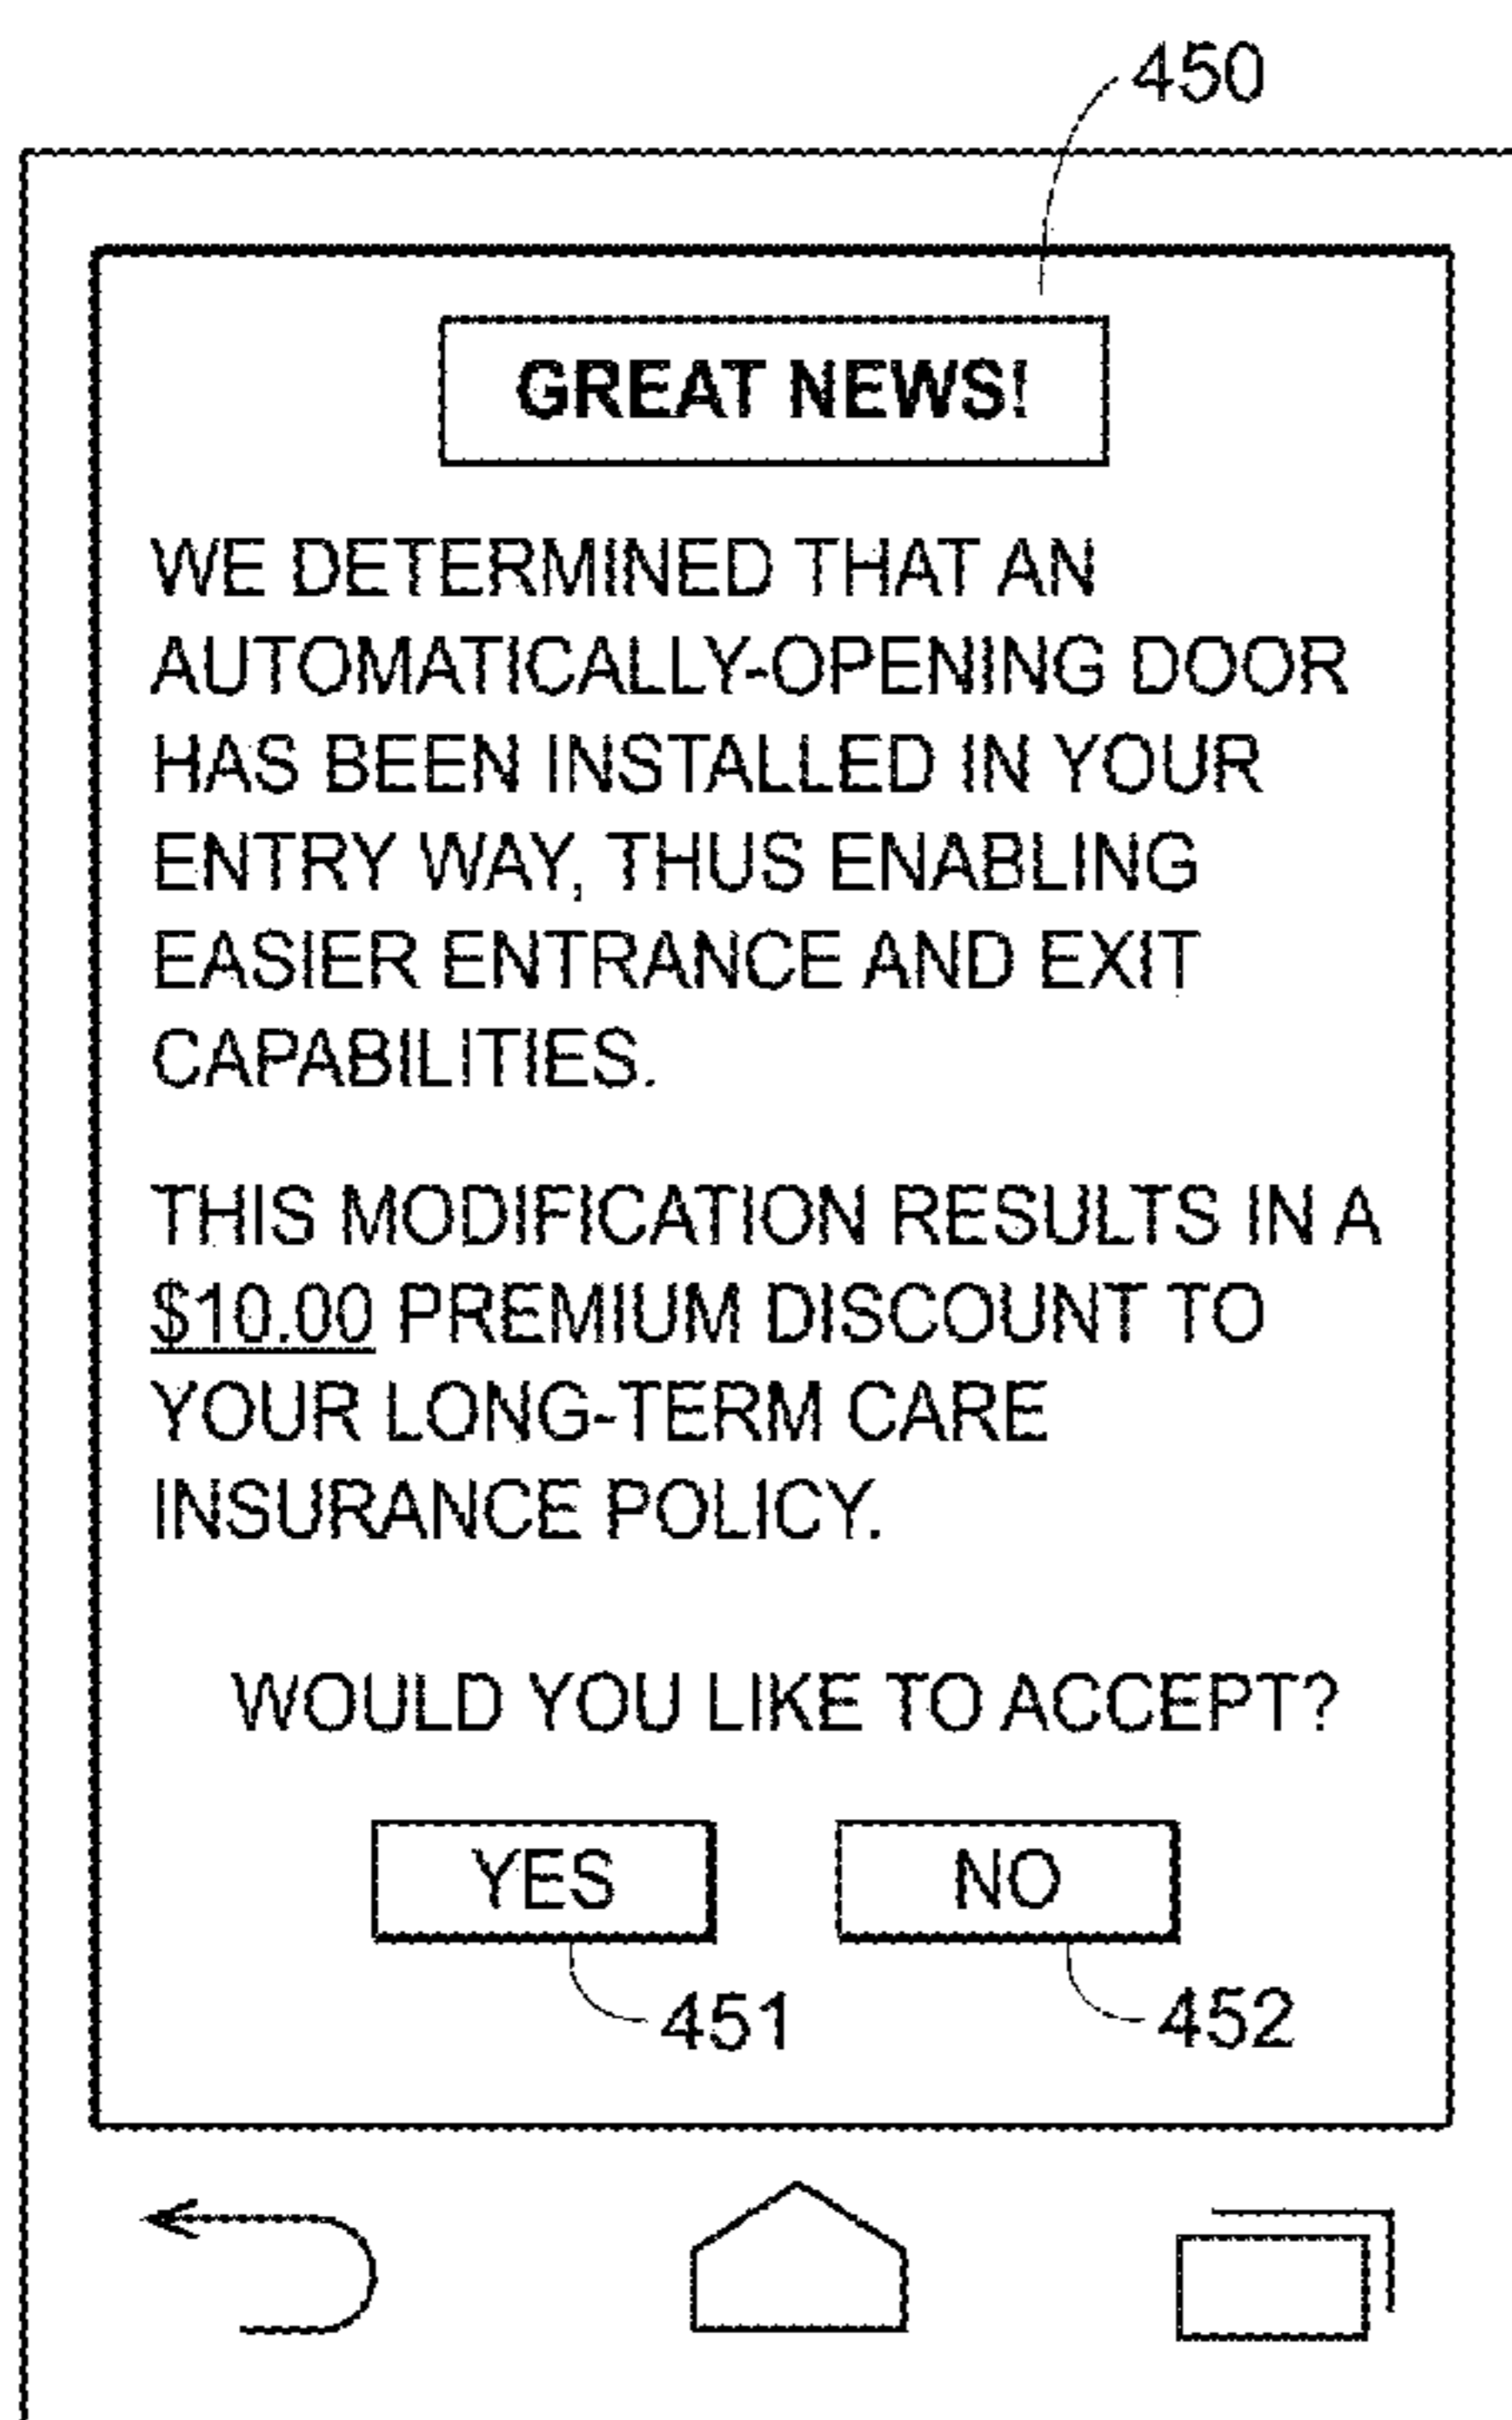 450
GREAT NEWS!
WE DETERMINED THAT AN
AUTOMATICALLY-OPENING DOOR
HAS BEEN INSTALLED IN YOUR
ENTRY WAY, THUS ENABLING
EASIER ENTRANCE AND EXIT
CAPABILITIES.
THIS MODIFICATION RESULTS IN A
$10.00 PREMIUM DISCOUNT TO
YOUR LONG-TERM CARE
INSURANCE POLICY.
WOULD YOU LIKE TO ACCEPT?
YES NO
451 452